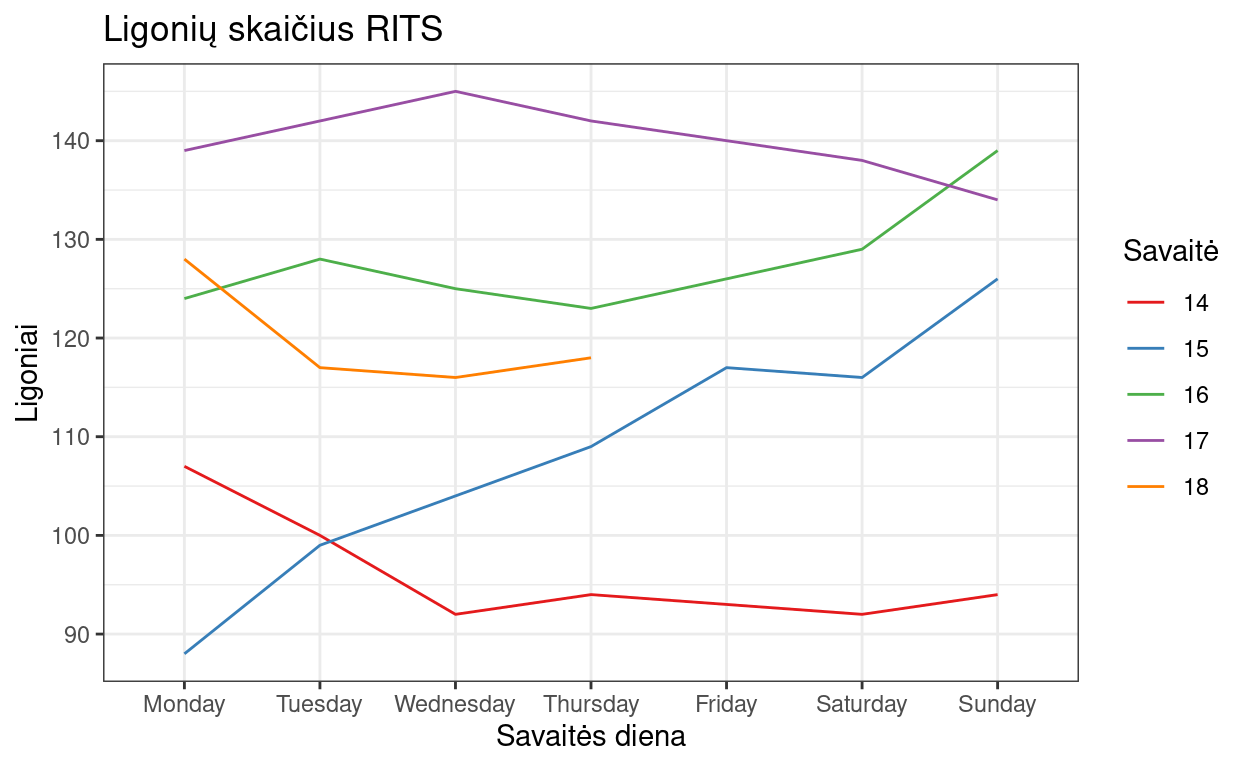 Ligonių skaičius RITS
Ligoniai
140
130
120
110
100
90
Monday Tuesday Wednesday Thursday Friday Saturday Sunday
Savaitės diena
Savaitė
14
15
16
17
18